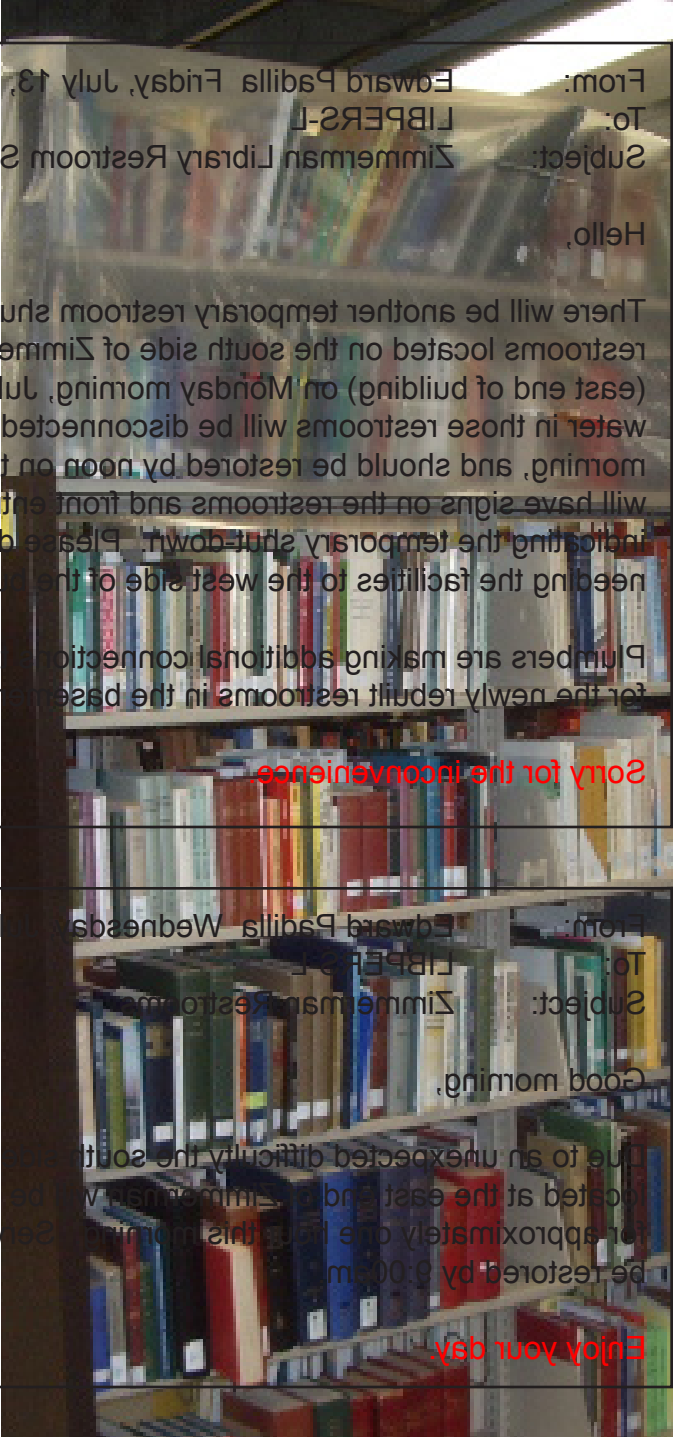 From: Edward Padilla Friday, July 13,
To: LIBPERS-L
Subject: Zimmerman Library Restroom S
Hello,
There will be another temporary restroom shu
restrooms located on the south side of Zimme
(east end of building) on Monday morning, Jul
water in those restrooms will be disconnected
morning, and should be restored by noon on t
will have signs on the restrooms and front ent
indicating the temporary shut-down. Please d
needing the facilities to the west side of the bu
Plumbers are making additional connection
for the newly rebuilt restrooms in the basem
Sorry for the inconvenience
From: Edward Padilla Wednesday
To: LIBPERS-L
Subject: Zimmerman Restrooms
Good morning,
Due to an unexpected difficulty the south
located at the east end of Zimmerman will be
for approximately one hour this morning. Ser
be restored by 9:00am
Enjoy your day.